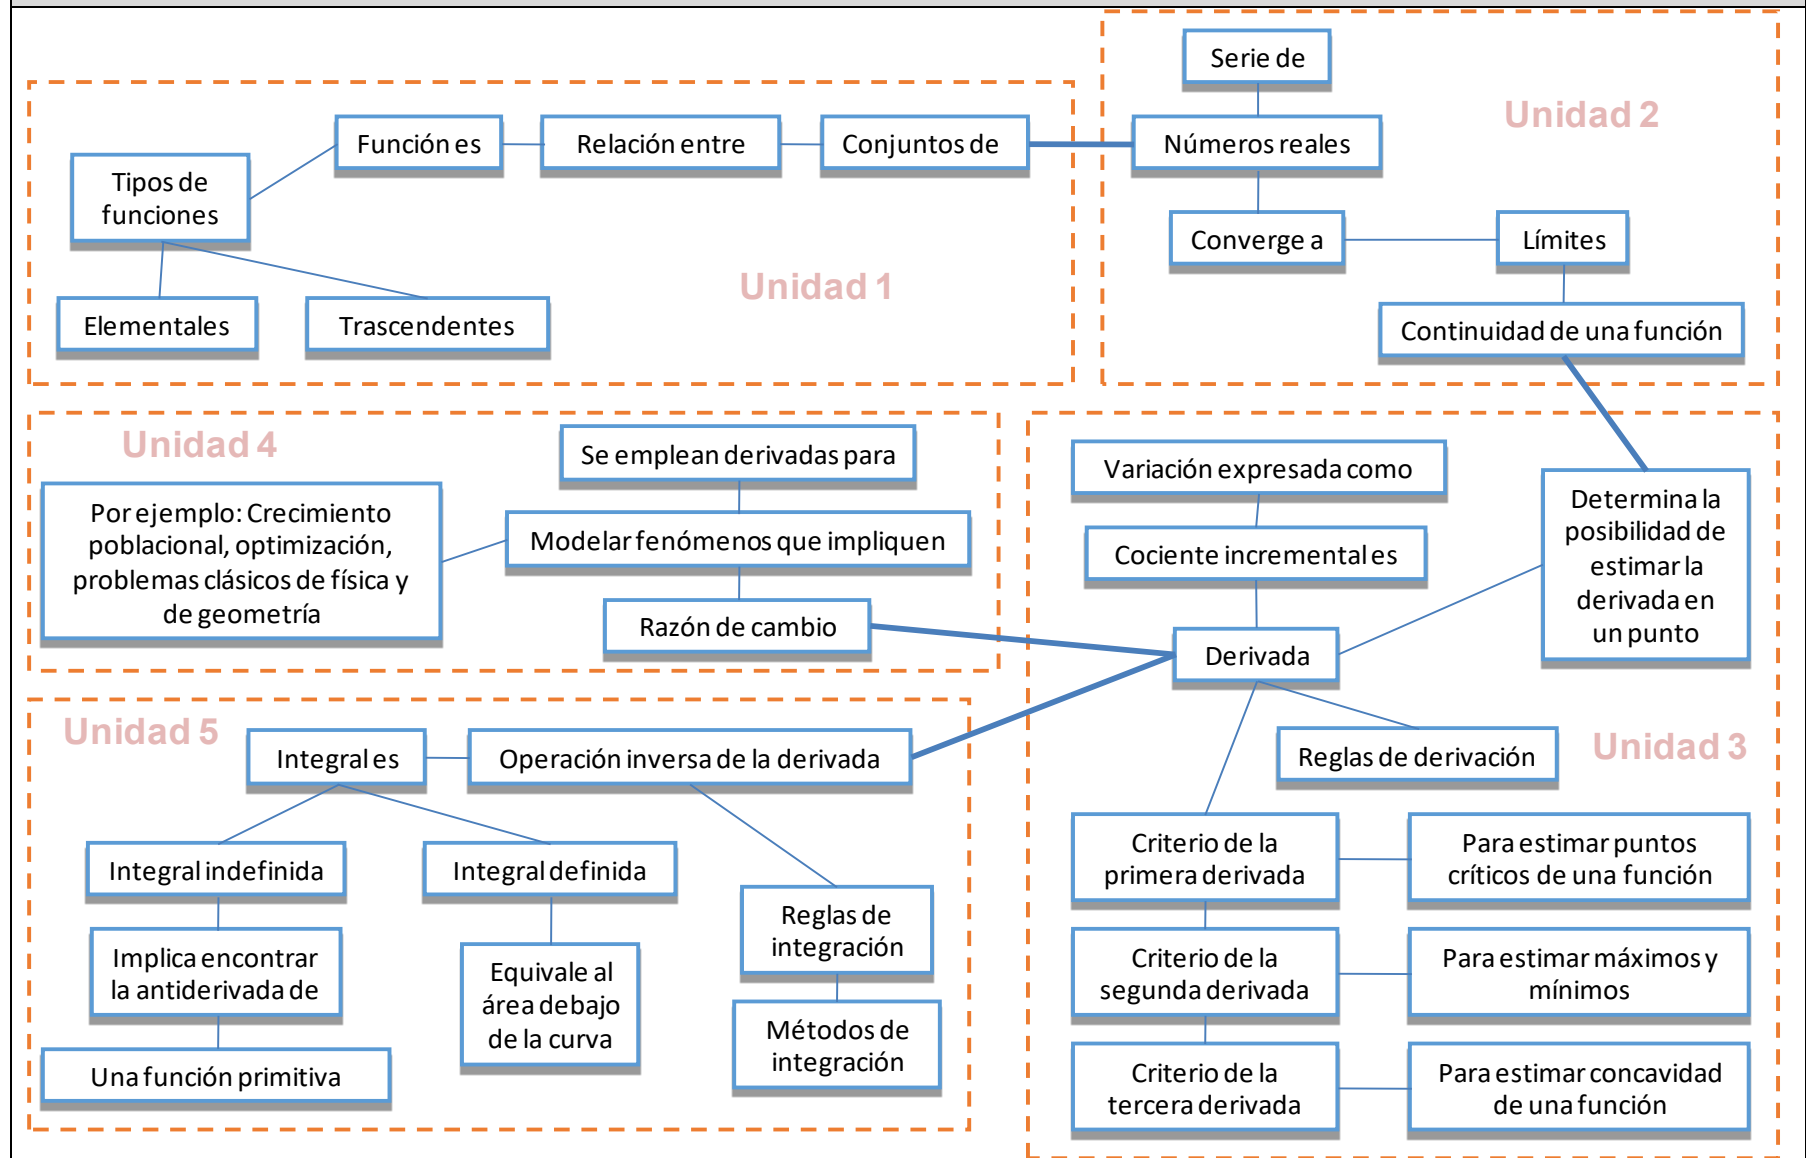 Serie de
Unidad 2
Función es
Relación entre
Conjuntos de
Números reales
Tipos de
funciones
Converge a
Límites
Unidad 1
Elementales
Trascendentes
Continuidad de una función
Unidad 4
Se emplean derivadas para
Por ejemplo: Crecimiento
poblacional, optimización,
problemas clásicos de física y
de geometría
Modelar fenómenos que impliquen
Razón de cambio
Variación expresada como
Cociente incremental es
Determina la
posibilidad de
estimar la
derivada en
un punto
Derivada
Reglas de derivación
Unidad 3
Criterio de la
primera derivada
Para estimar puntos
críticos de una función
Criterio de la
segunda derivada
Para estimar máximos y
mínimos
Criterio de la
tercera derivada
Para estimar concavidad
de una función
Unidad 5
Integral es
Operación inversa de la derivada
Integral indefinida
Integral definida
Reglas de
integración
Implica encontrar
la antiderivada de
Equivale al
área debajo
de la curva
Métodos de
integración
Una función primitiva